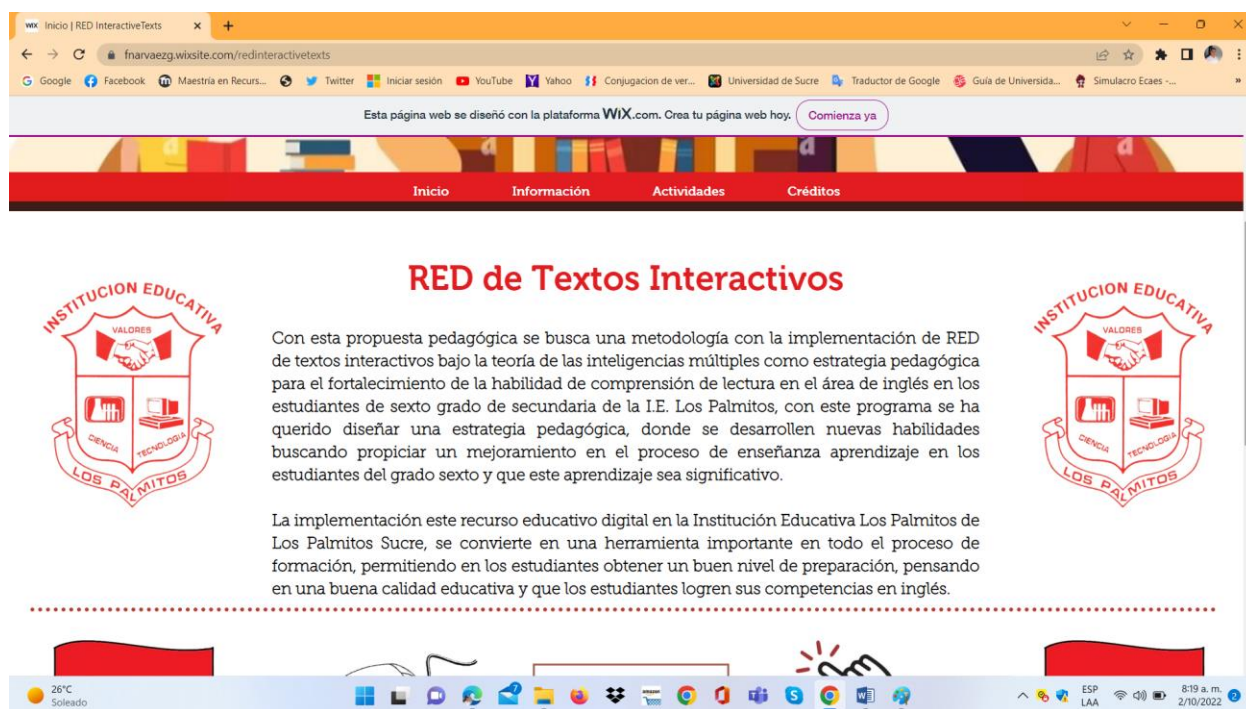 WiX Inicio | RED InteractiveTexts
fnarvaezg.wixsite.com/redinteractivetexts
Google Facebook Maestría en Recurs... Twitter Iniciar sesión YouTube Yahoo Conjugacion de ver... Universidad de Sucre Traductor de Google Guía de Universida... Simulacro Ecaes -... »
Esta página web se diseñó con la plataforma WiX.com. Crea tu página web hoy. Comienza ya
a a d a
Inicio Información Actividades Créditos
RED de Textos Interactivos
INSTITUCION EDUCATIVA
VALORES
CIENCIA TECNOLOGIA
LOS PALMITOS
Con esta propuesta pedagógica se busca una metodología con la implementación de RED
de textos interactivos bajo la teoría de las inteligencias múltiples como estrategia pedagógica
para el fortalecimiento de la habilidad de comprensión de lectura en el área de inglés en los
estudiantes de sexto grado de secundaria de la I.E. Los Palmitos, con este programa se ha
querido diseñar una estrategia pedagógica, donde se desarrollen nuevas habilidades
buscando propiciar un mejoramiento en el proceso de enseñanza aprendizaje en los
estudiantes del grado sexto y que este aprendizaje sea significativo.
La implementación este recurso educativo digital en la Institución Educativa Los Palmitos de
Los Palmitos Sucre, se convierte en una herramienta importante en todo el proceso de
formación, permitiendo en los estudiantes obtener un buen nivel de preparación, pensando
en una buena calidad educativa y que los estudiantes logren sus competencias en inglés.
INSTITUCION EDUCATIVA
VALORES
CIENCIA TECNOLOGIA
LOS PALMITOS
26°C
Soleado
ESP
LAA
8:19 a. m.
2/10/2022
2